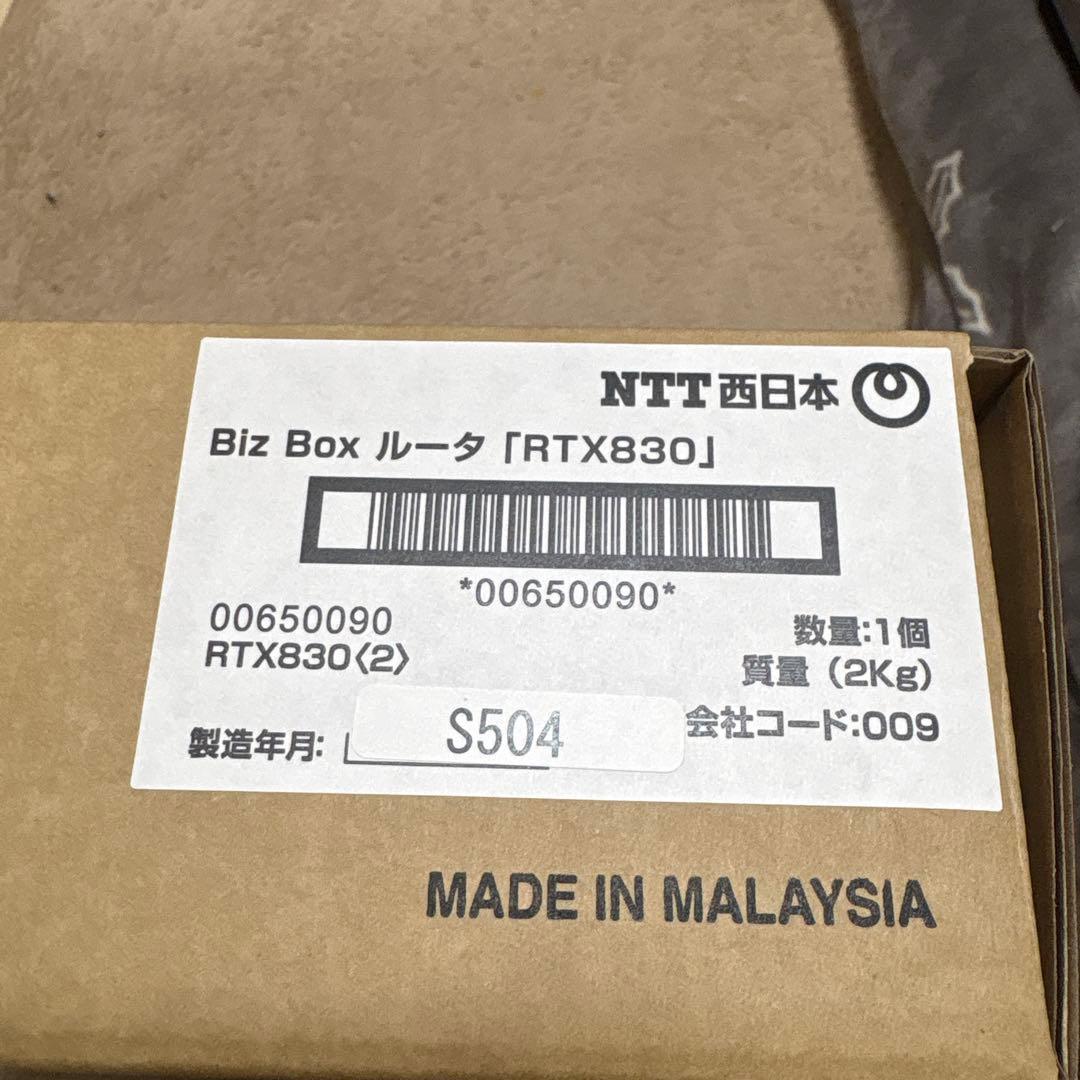 NTT西日本
Biz Box ルータ「RTX830」
*00650090*
00650090
RTX830〈2〉
数量:1個
質量（2Kg）
会社コード:009
製造年月: S504
MADE IN MALAYSIA